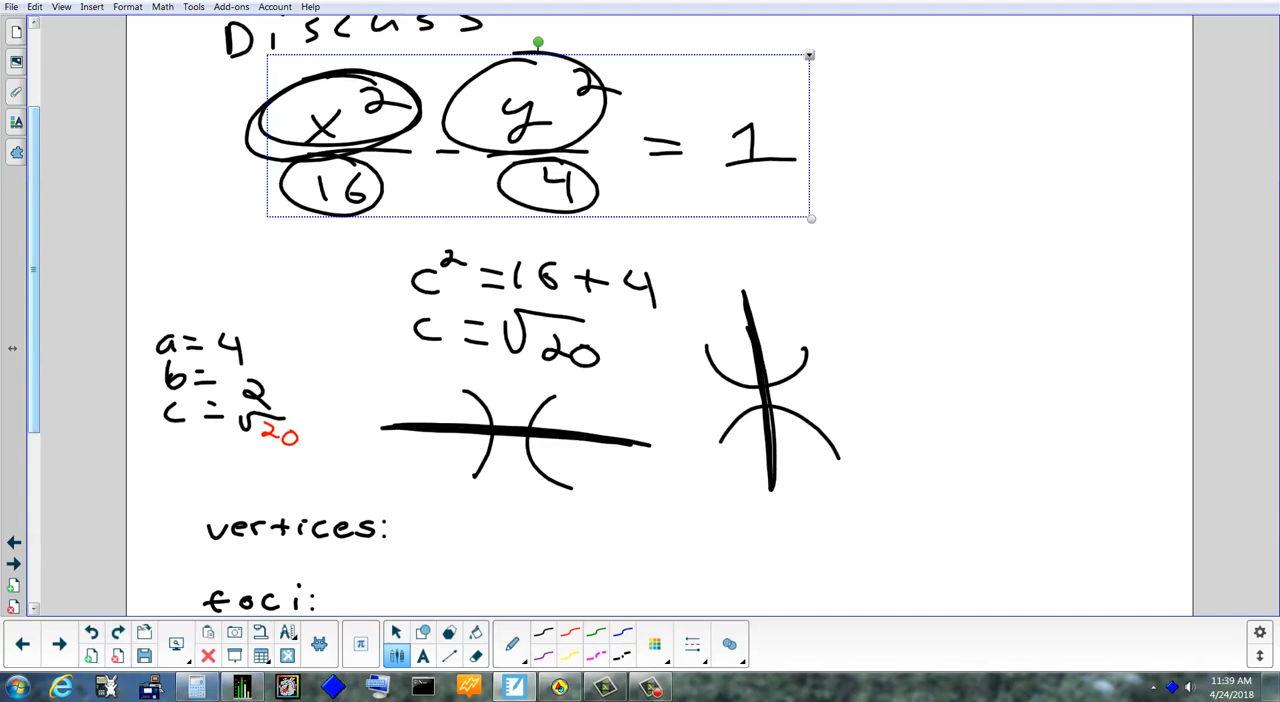 File Edit View Insert Format Math Tools Add-ons Account Help
Discuss
x² y²
— - — = 1
16 4
c² = 16 + 4
c = √20
a = 4
b = 2
c = √20
vertices:
foci:
π A
11:39 AM
4/24/2018